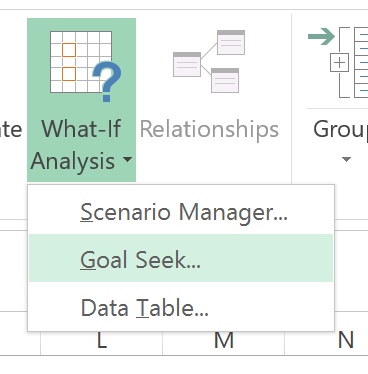 ate
What-If
Analysis
Relationships
Group
Scenario Manager...
Goal Seek...
Data Table...
L
M
N